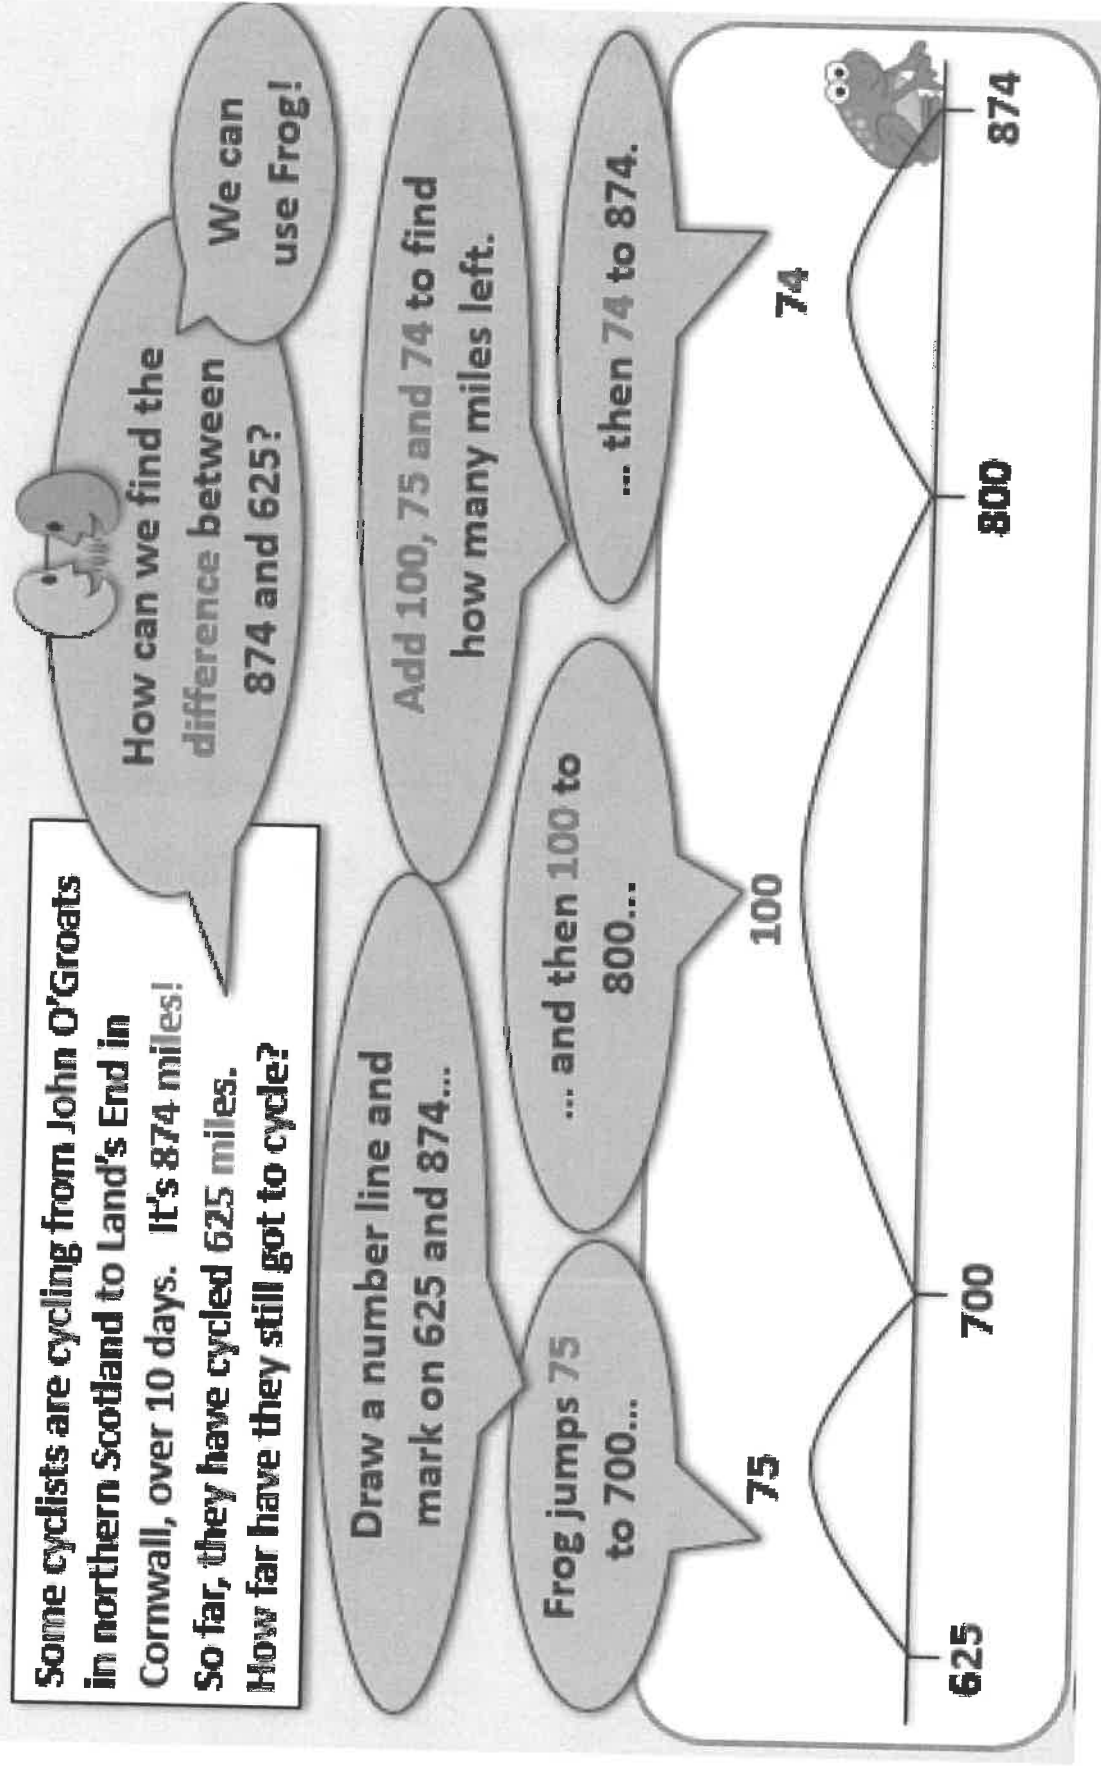 Some cyclists are cycling from John O'Groats
in northern Scotland to Land's End in
Cornwall, over 10 days. It's 874 miles!
So far, they have cycled 625 miles.
How far have they still got to cycle?
How can we find the
difference between
874 and 625?
We can
use Frog!
Draw a number line and
mark on 625 and 874...
Add 100, 75 and 74 to find
how many miles left.
Frog jumps 75
to 700...
... and then 100 to
800...
... then 74 to 874.
75
100
74
625
700
800
874